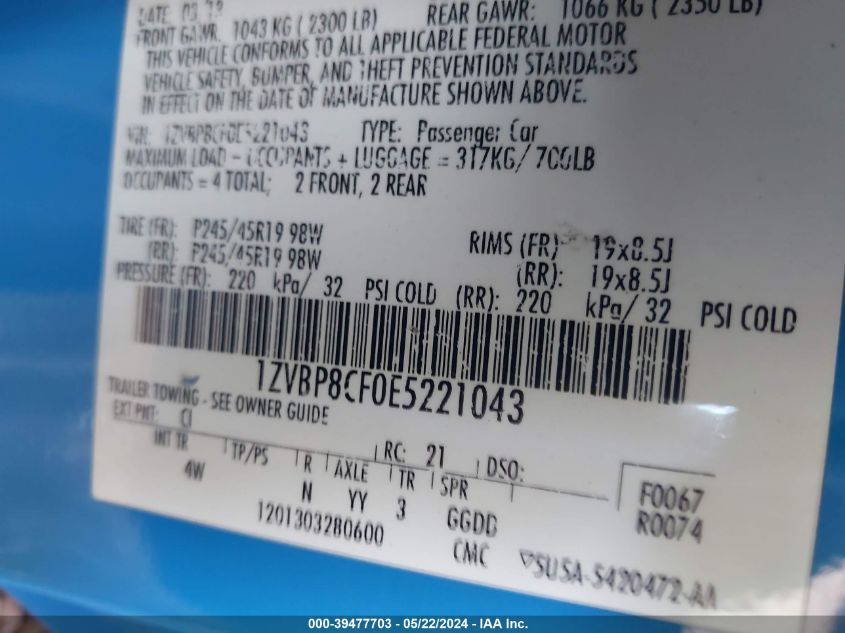 FRONT GAWR: 1043 KG ( 2300 LB) REAR GAWR: 1066 KG ( 2350 LB)
THIS VEHICLE CONFORMS TO ALL APPLICABLE FEDERAL MOTOR
VEHICLE SAFETY, BUMPER, AND THEFT PREVENTION STANDARDS
IN EFFECT ON THE DATE OF MANUFACTURE SHOWN ABOVE.
VIN: 1ZVBP8CF0E5221043 TYPE: Passenger Car
MAXIMUM LOAD - OCCUPANTS + LUGGAGE = 317KG/ 700LB
OCCUPANTS = 4 TOTAL; 2 FRONT, 2 REAR
TIRE (FR): P245/45R19 98W RIMS (FR): 19x8.5J
(RR): P245/45R19 98W (RR): 19x8.5J
PRESSURE (FR): 220 kPa/ 32 PSI COLD (RR): 220 kPa/ 32 PSI COLD
1ZVBP8CF0E5221043
TRAILER TOWING - SEE OWNER GUIDE
EXT PNT: CI RC: 21 DSO:
INT TR TP/PS R AXLE TR SPR F0067
4W N YY 3 GGDD R0074
1201303280600 CMC SUSA-5420472-AA
000-39477703 - 05/22/2024 - IAA Inc.